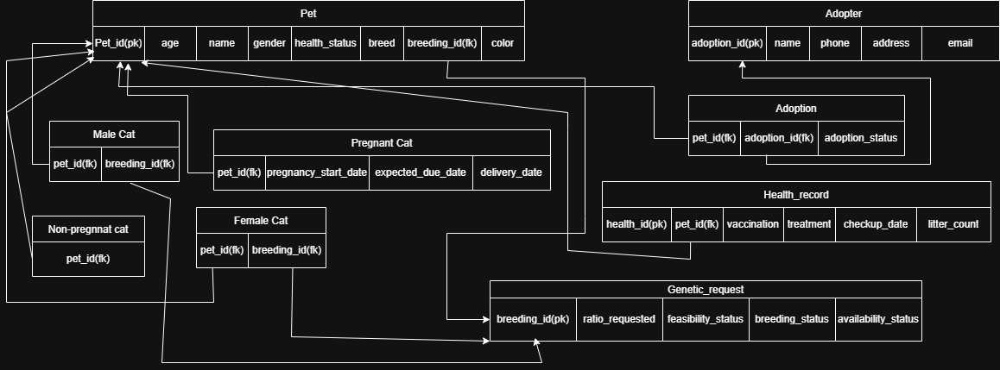 Pet
Pet_id(pk) age name gender health_status breed breeding_id(fk) color
Adopter
adoption_id(pk) name phone address email
Adoption
pet_id(fk) adoption_id(fk) adoption_status
Male Cat
pet_id(fk) breeding_id(fk)
Pregnant Cat
pet_id(fk) pregnancy_start_date expected_due_date delivery_date
Health_record
health_id(pk) pet_id(fk) vaccination treatment checkup_date litter_count
Non-pregnnat cat
pet_id(fk)
Female Cat
pet_id(fk) breeding_id(fk)
Genetic_request
breeding_id(pk) ratio_requested feasibility_status breeding_status availability_status